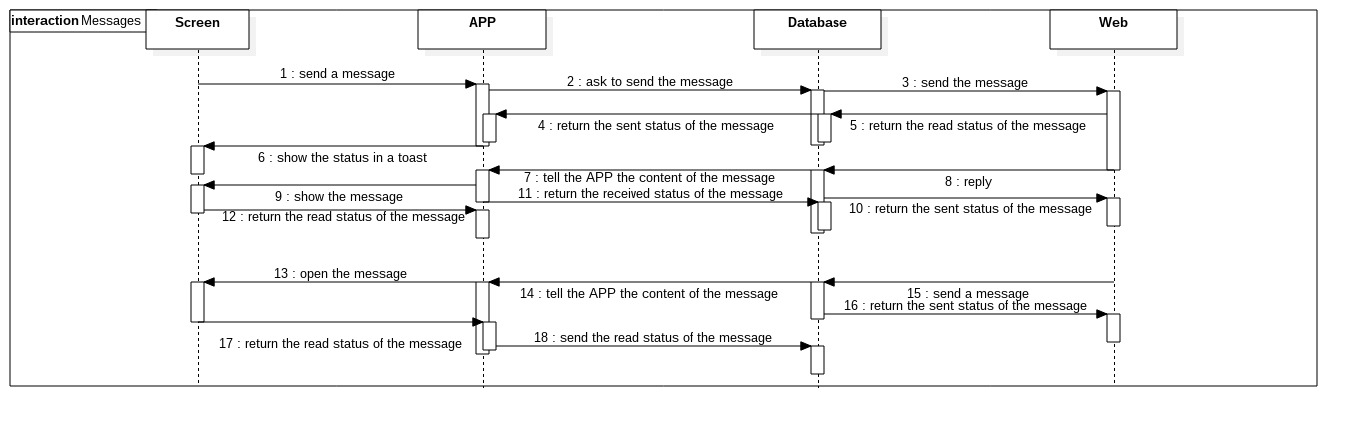 interaction Messages
Screen
APP
Database
Web
1 : send a message
2 : ask to send the message
3 : send the message
4 : return the sent status of the message
5 : return the read status of the message
6 : show the status in a toast
7 : tell the APP the content of the message
8 : reply
9 : show the message
11 : return the received status of the message
10 : return the sent status of the message
12 : return the read status of the message
13 : open the message
14 : tell the APP the content of the message
15 : send a message
16 : return the sent status of the message
17 : return the read status of the message
18 : send the read status of the message